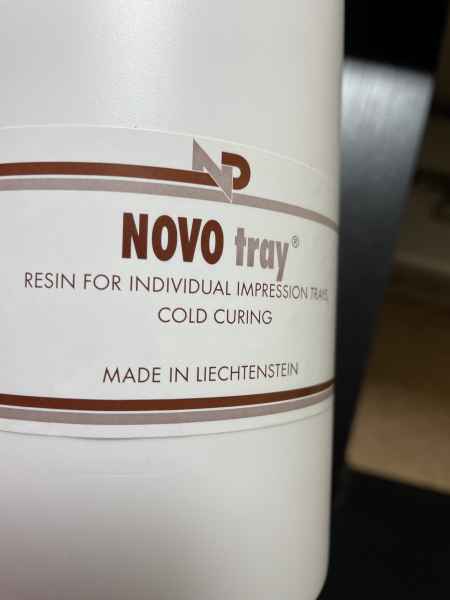 NP
NOVO tray®
RESIN FOR INDIVIDUAL IMPRESSION TRAYS,
COLD CURING
MADE IN LIECHTENSTEIN